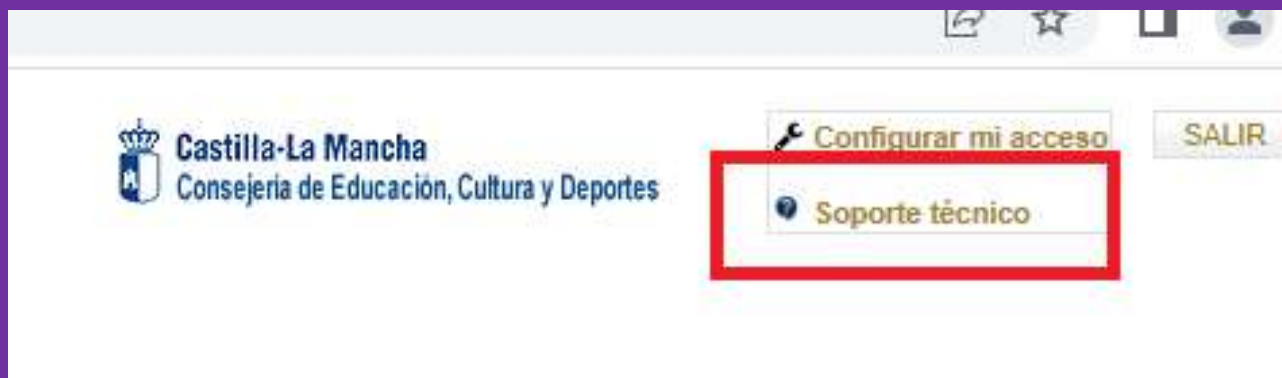 Castilla-La Mancha
Consejería de Educación, Cultura y Deportes
Configurar mi acceso
SALIR
Soporte técnico